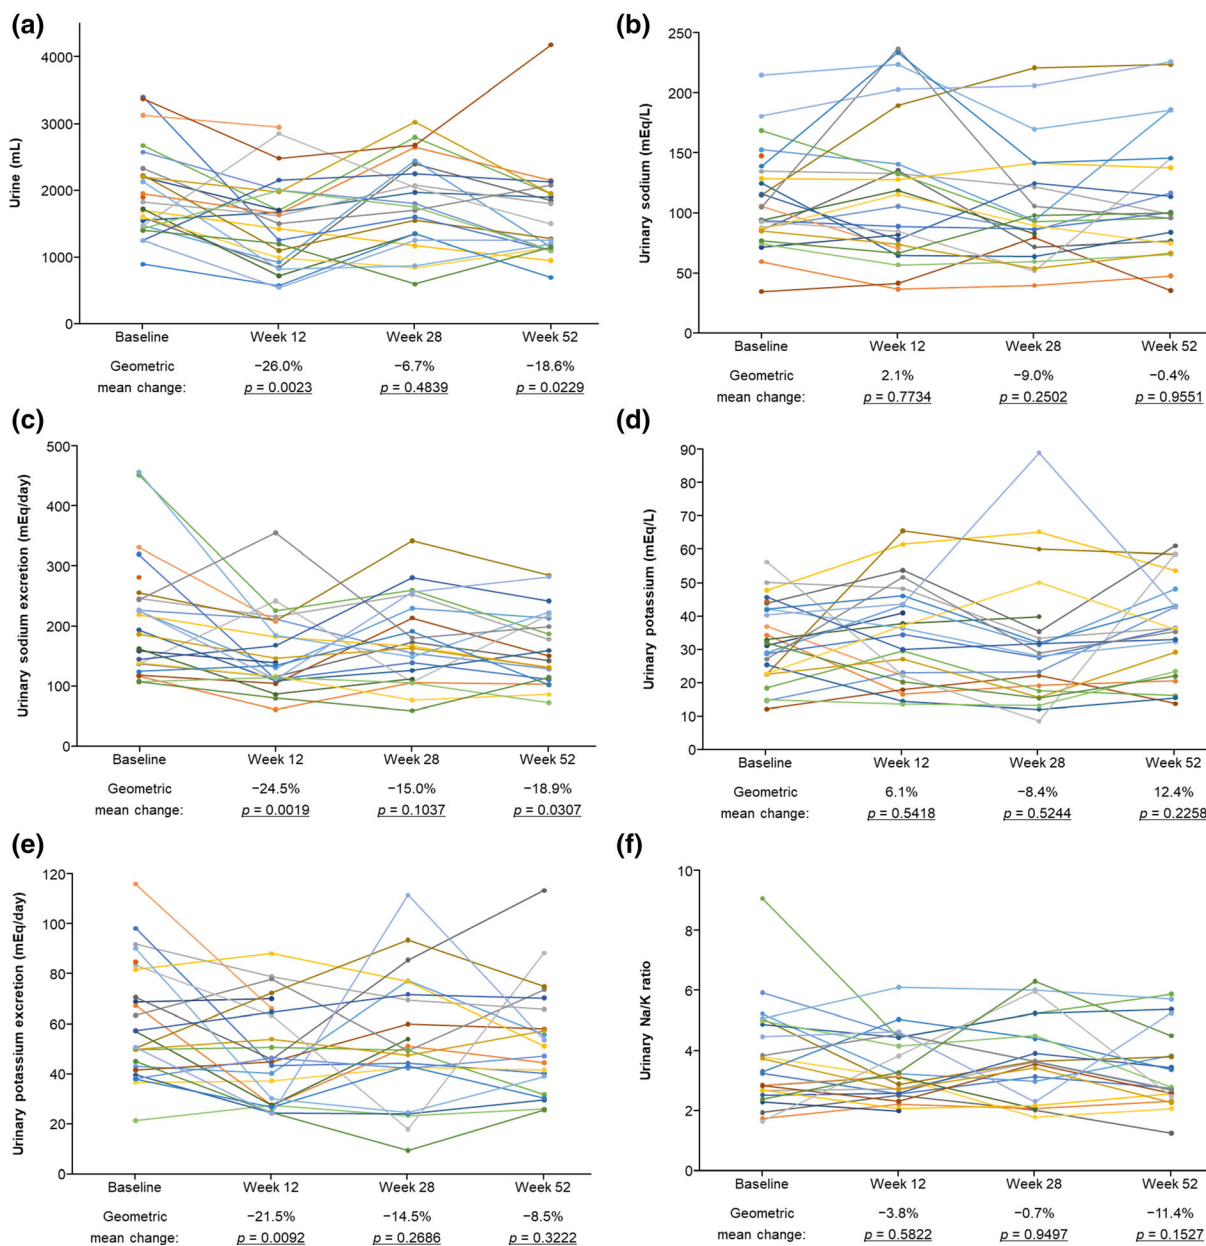 (a)
Urine (mL)
4000
3000
2000
1000
0
Baseline Week 12 Week 28 Week 52
Geometric −26.0% −6.7% −18.6%
mean change: p = 0.0023 p = 0.4839 p = 0.0229
(b)
Urinary sodium (mEq/L)
250
200
150
100
50
0
Baseline Week 12 Week 28 Week 52
Geometric 2.1% −9.0% −0.4%
mean change: p = 0.7734 p = 0.2502 p = 0.9551
(c)
Urinary sodium excretion (mEq/day)
500
400
300
200
100
0
Baseline Week 12 Week 28 Week 52
Geometric −24.5% −15.0% −18.9%
mean change: p = 0.0019 p = 0.1037 p = 0.0307
(d)
Urinary potassium (mEq/L)
90
80
70
60
50
40
30
20
10
0
Baseline Week 12 Week 28 Week 52
Geometric 6.1% −8.4% 12.4%
mean change: p = 0.5418 p = 0.5244 p = 0.2258
(e)
Urinary potassium excretion (mEq/day)
120
100
80
60
40
20
0
Baseline Week 12 Week 28 Week 52
Geometric −21.5% −14.5% −8.5%
mean change: p = 0.0092 p = 0.2686 p = 0.3222
(f)
Urinary Na/K ratio
10
8
6
4
2
0
Baseline Week 12 Week 28 Week 52
Geometric −3.8% −0.7% −11.4%
mean change: p = 0.5822 p = 0.9497 p = 0.1527